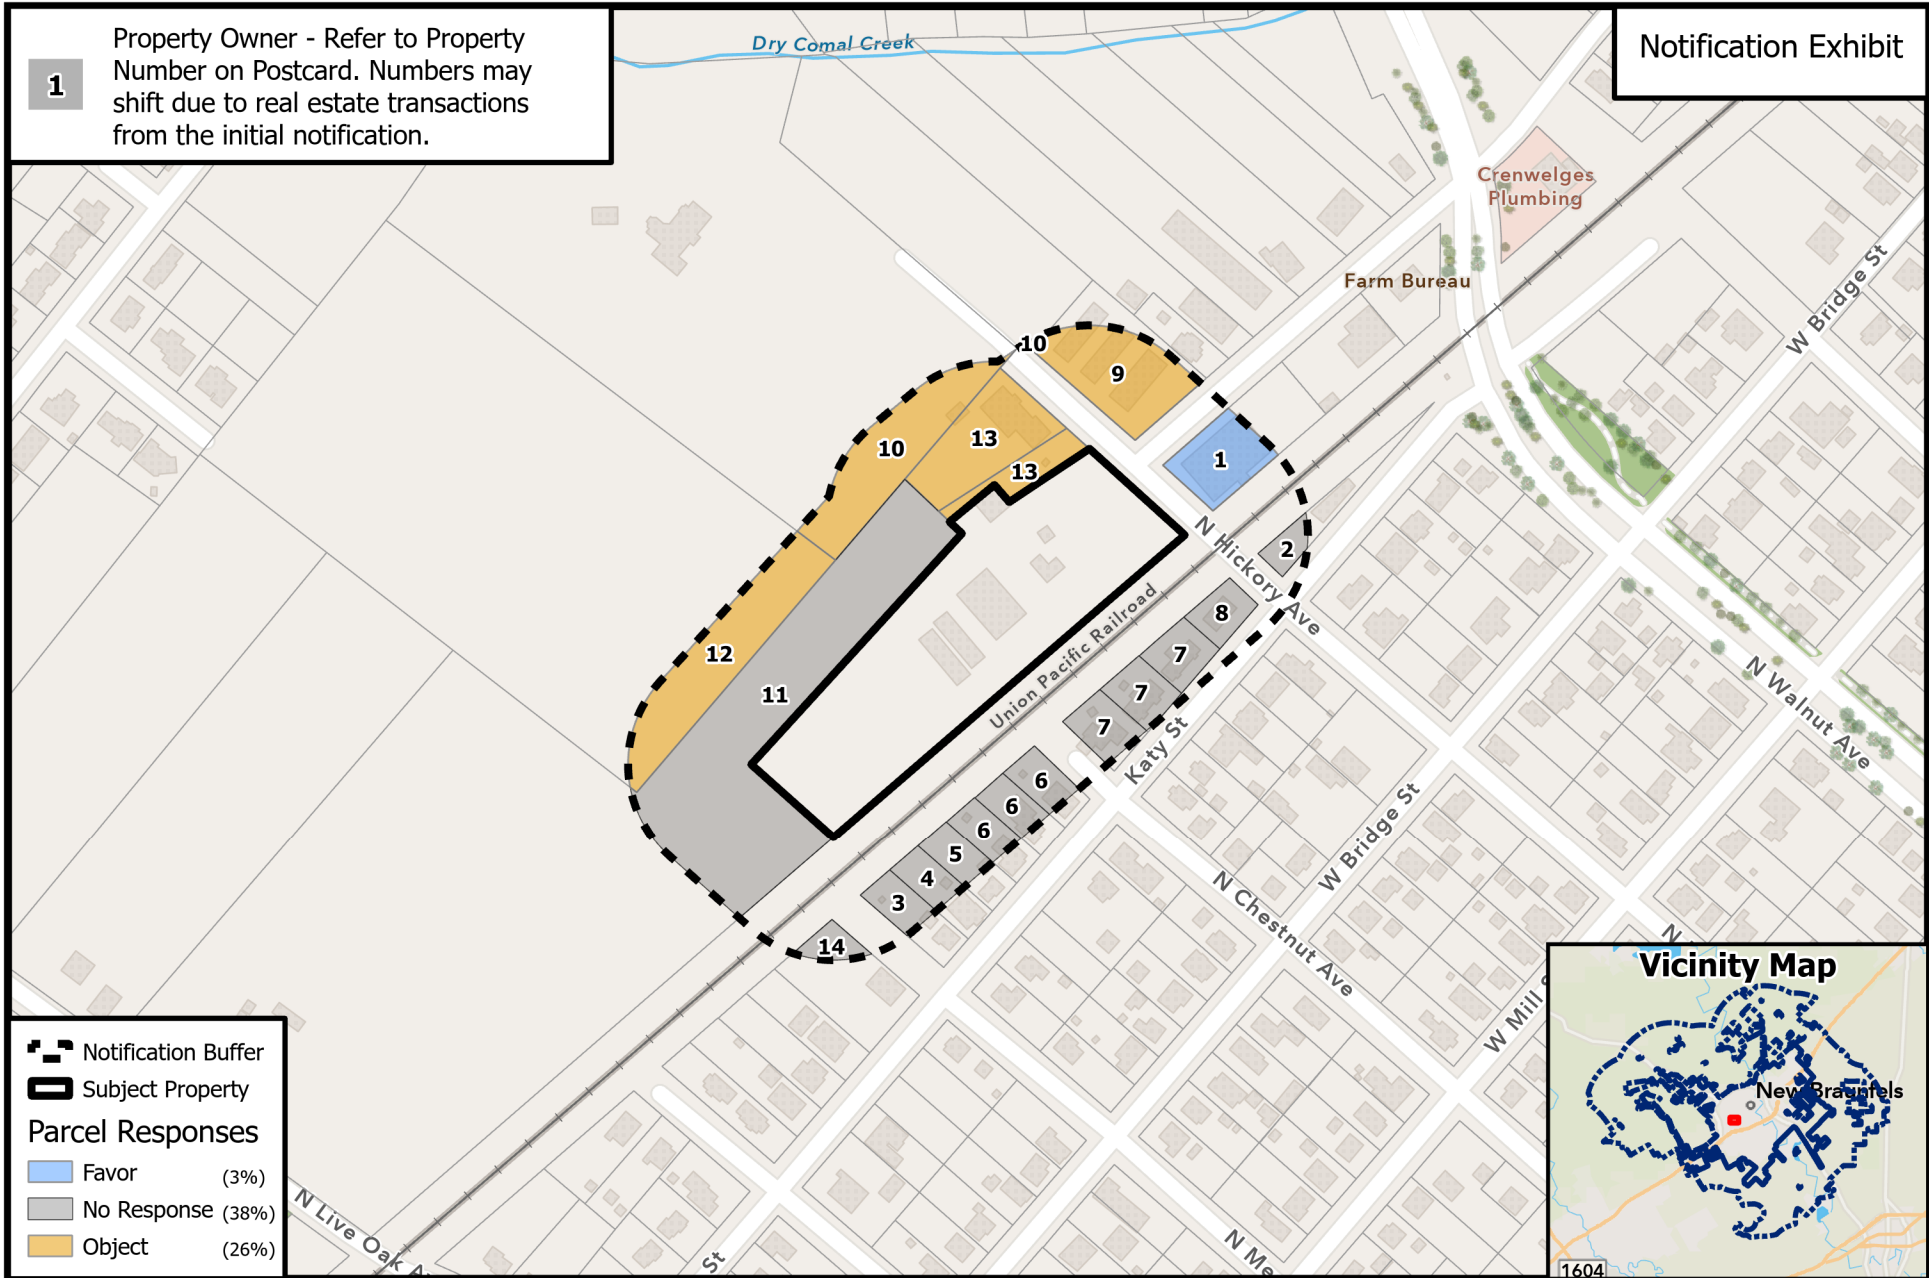 1
Property Owner - Refer to Property
Number on Postcard. Numbers may
shift due to real estate transactions
from the initial notification.
Notification Exhibit
Dry Comal Creek
Crenwelges
Plumbing
Farm Bureau
W Bridge St
10
9
10
13
13
1
2
N Hickory Ave
Union Pacific Railroad
8
7
7
7
12
11
Katy St
6
6
6
5
4
3
14
N Walnut Ave
W Bridge St
N Chestnut Ave
W Mill
N
N Live Oak
St
N Me
Notification Buffer
Subject Property
Parcel Responses
Favor (3%)
No Response (38%)
Object (26%)
Vicinity Map
New Braunfels
1604